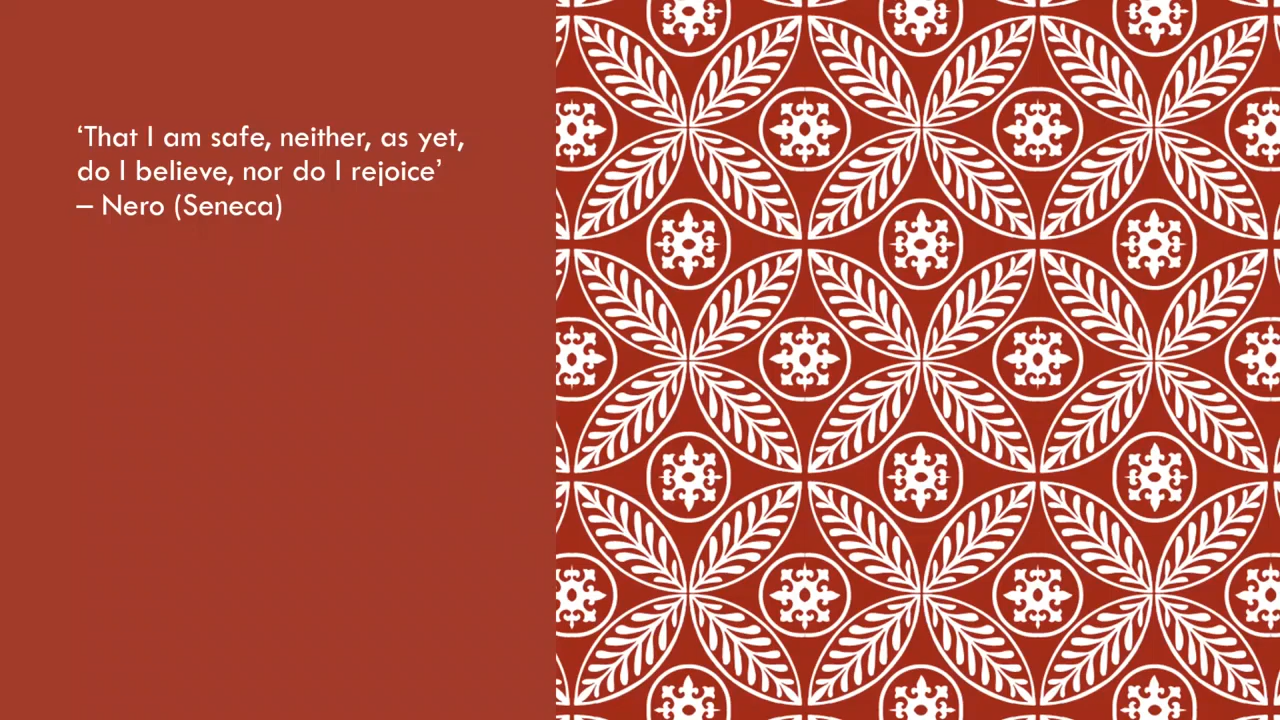 ‘That I am safe, neither, as yet,
do I believe, nor do I rejoice’
– Nero (Seneca)